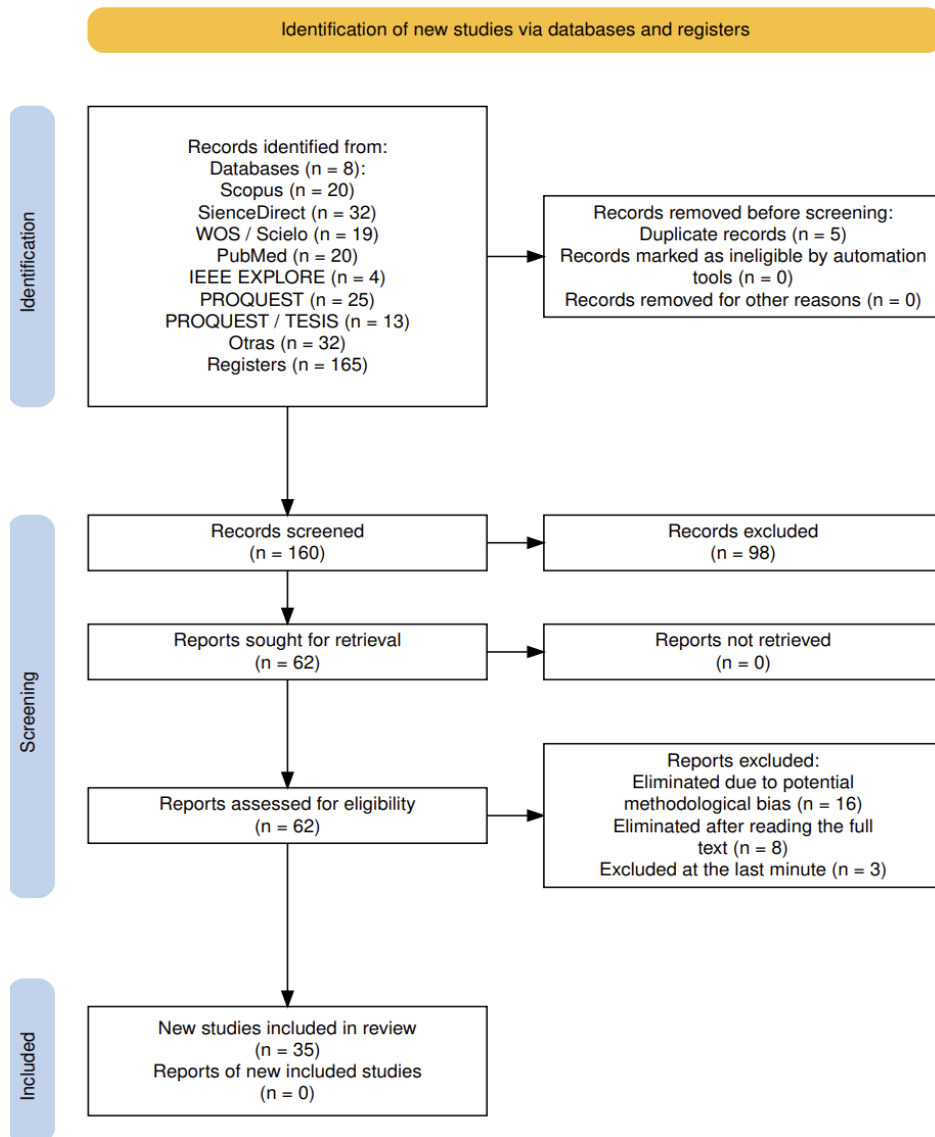 Identification of new studies via databases and registers
Identification
Records identified from:
Databases (n = 8):
Scopus (n = 20)
SienceDirect (n = 32)
WOS / Scielo (n = 19)
PubMed (n = 20)
IEEE EXPLORE (n = 4)
PROQUEST (n = 25)
PROQUEST / TESIS (n = 13)
Otras (n = 32)
Registers (n = 165)
Records removed before screening:
Duplicate records (n = 5)
Records marked as ineligible by automation
tools (n = 0)
Records removed for other reasons (n = 0)
Screening
Records screened
(n = 160)
Records excluded
(n = 98)
Reports sought for retrieval
(n = 62)
Reports not retrieved
(n = 0)
Reports assessed for eligibility
(n = 62)
Reports excluded:
Eliminated due to potential
methodological bias (n = 16)
Eliminated after reading the full
text (n = 8)
Excluded at the last minute (n = 3)
Included
New studies included in review
(n = 35)
Reports of new included studies
(n = 0)